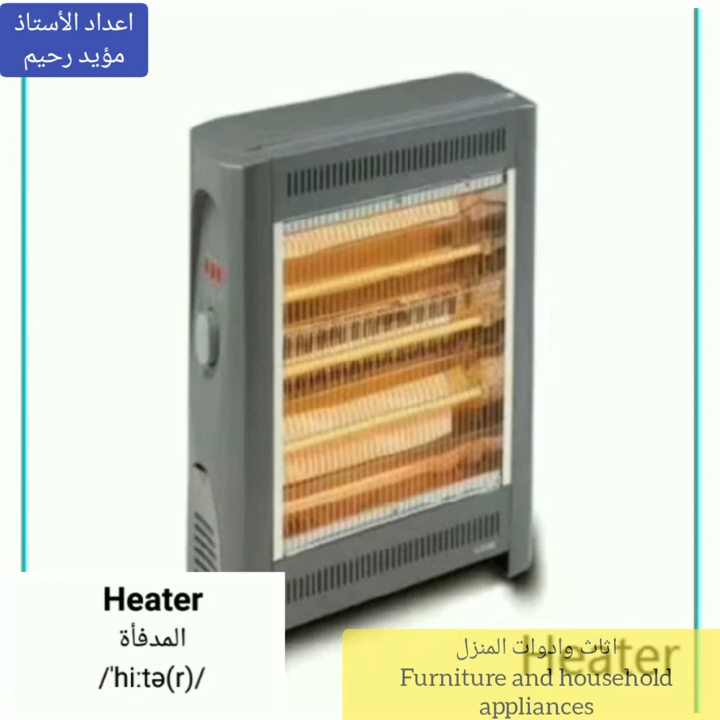 اعداد الأستاذ
مؤيد رحيم
Heater
المدفأة
/ˈhiːtə(r)/
Heater
اثاث وادوات المنزل
Furniture and household
appliances